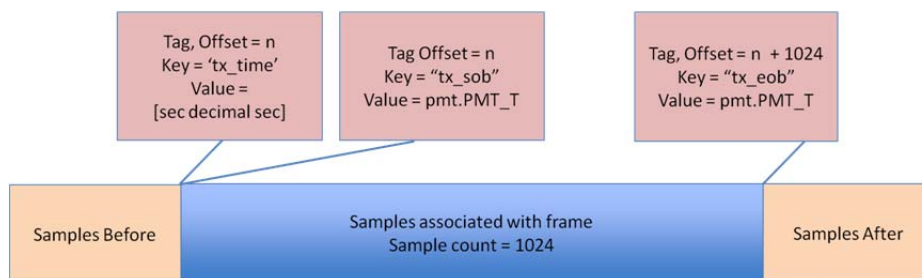 Tag, Offset = n
Key = ‘tx_time’
Value =
[sec decimal sec]
Tag Offset = n
Key = “tx_sob”
Value = pmt.PMT_T
Tag, Offset = n + 1024
Key = “tx_eob”
Value = pmt.PMT_T
Samples Before
Samples associated with frame
Sample count = 1024
Samples After